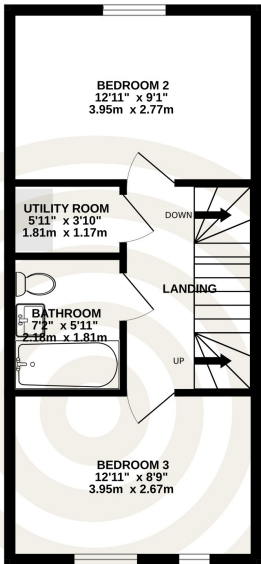 BEDROOM 2
12'11" x 9'1"
3.95m x 2.77m
UTILITY ROOM
5'11" x 3'10"
1.81m x 1.17m
DOWN
LANDING
BATHROOM
7'2" x 5'11"
2.18m x 1.81m
UP
BEDROOM 3
12'11" x 8'9"
3.95m x 2.67m